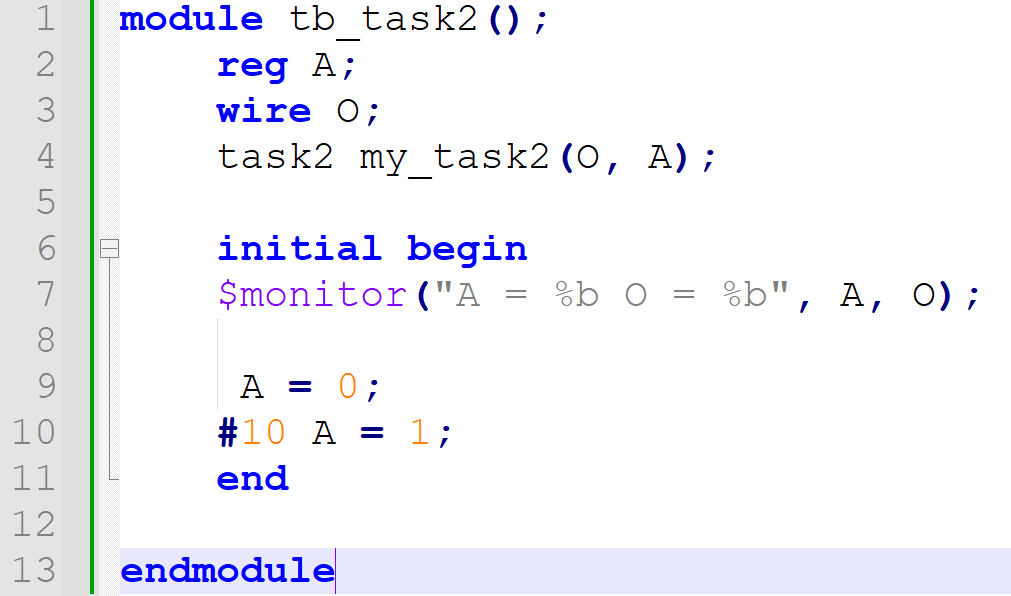 1 module tb_task2();
2 reg A;
3 wire O;
4 task2 my_task2(O, A);
5
6 initial begin
7 $monitor("A = %b O = %b", A, O);
8
9 A = 0;
10 #10 A = 1;
11 end
12
13 endmodule